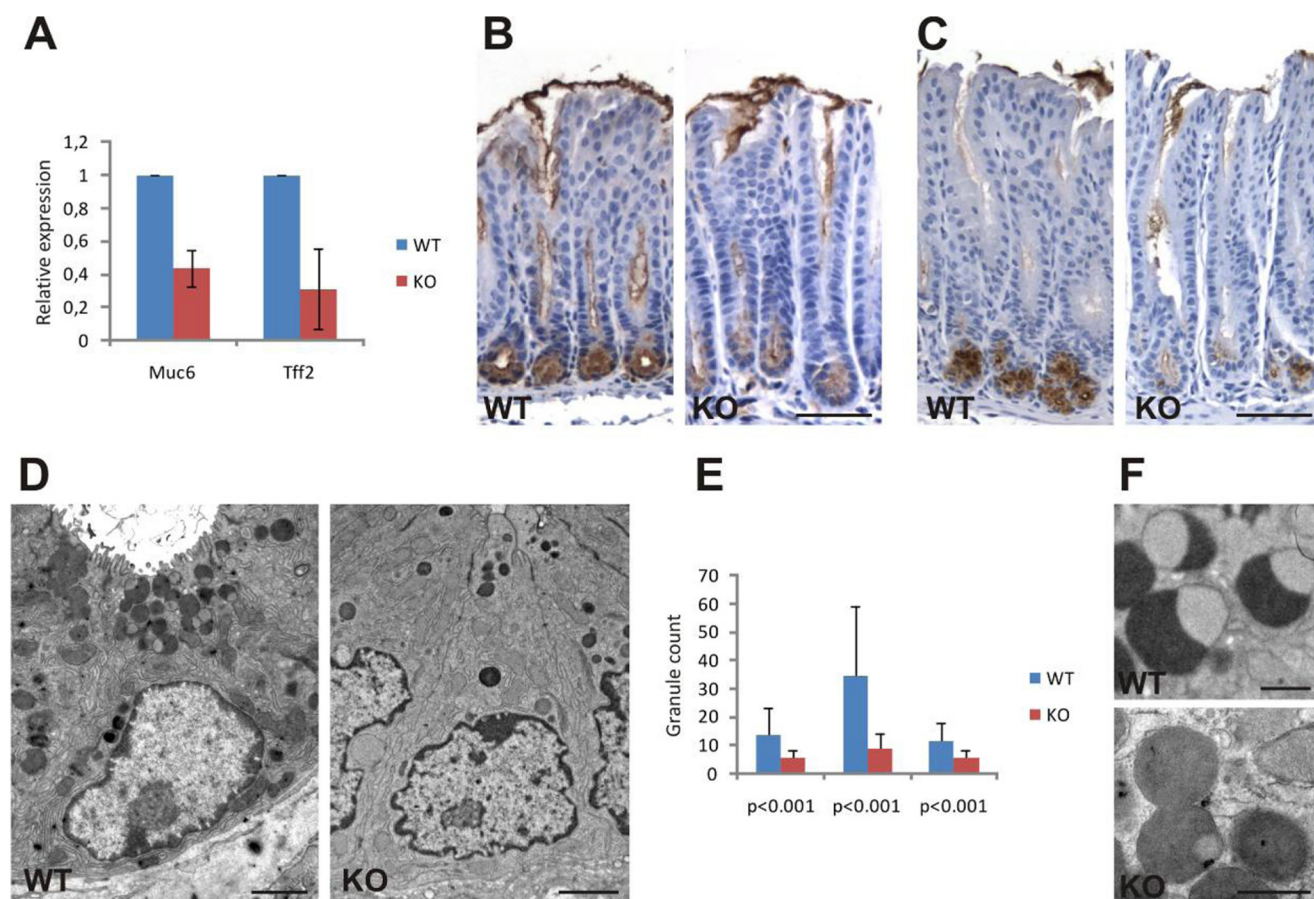 A
Relative expression
1,2
1
0,8
0,6
0,4
0,2
0
Muc6
Tff2
WT
KO
B
WT
KO
C
WT
KO
D
WT
KO
E
Granule count
70
60
50
40
30
20
10
0
p<0.001
p<0.001
p<0.001
WT
KO
F
WT
KO